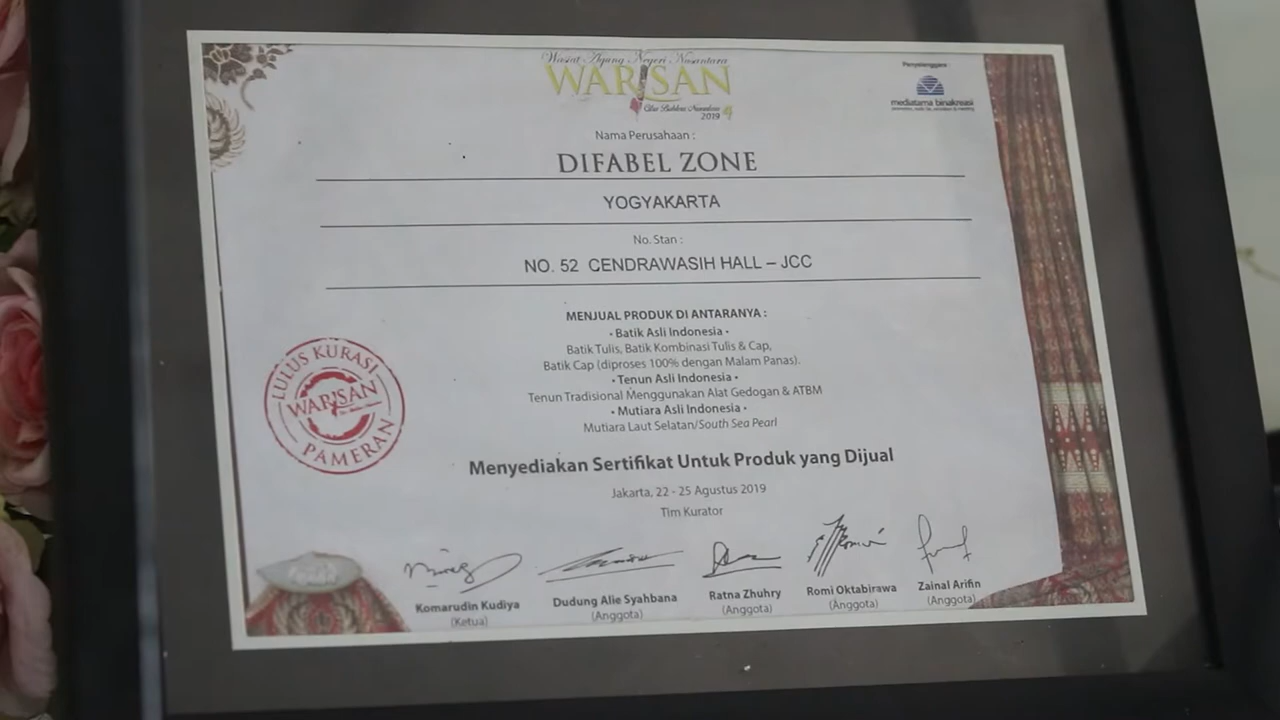 Wasiat Agung Negeri Nusantara
WARISAN
2019
Penyelenggara :
mediatama binakreasi
Nama Perusahaan :
DIFABEL ZONE
YOGYAKARTA
No. Stan :
NO. 52 CENDRAWASIH HALL – JCC
MENJUAL PRODUK DI ANTARANYA :
• Batik Asli Indonesia •
Batik Tulis, Batik Kombinasi Tulis & Cap,
Batik Cap (diproses 100% dengan Malam Panas).
• Tenun Asli Indonesia •
Tenun Tradisional Menggunakan Alat Gedogan & ATBM
• Mutiara Asli Indonesia •
Mutiara Laut Selatan/South Sea Pearl
LULUS KURASI
WARISAN
PAMERAN
Menyediakan Sertifikat Untuk Produk yang Dijual
Jakarta, 22 - 25 Agustus 2019
Tim Kurator
Komarudin Kudiya
(Ketua)
Dudung Alie Syahbana
(Anggota)
Ratna Zhuhry
(Anggota)
Romi Oktabirawa
(Anggota)
Zainal Arifin
(Anggota)